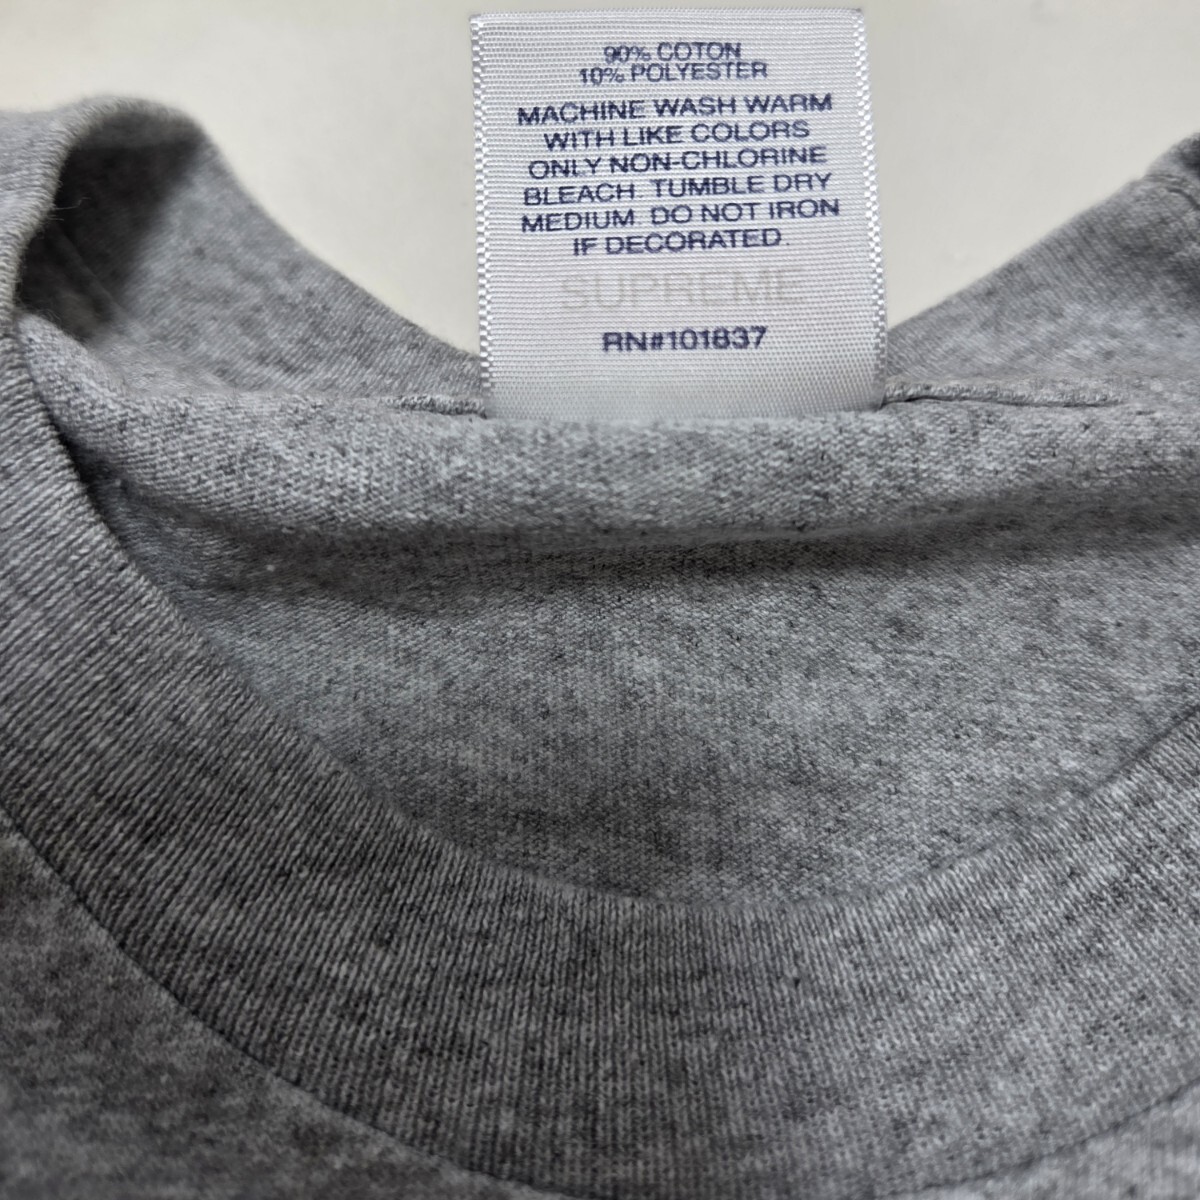 90% COTON
10% POLYESTER
MACHINE WASH WARM
WITH LIKE COLORS
ONLY NON-CHLORINE
BLEACH. TUMBLE DRY
MEDIUM. DO NOT IRON
IF DECORATED.
SUPREME
RN#101837